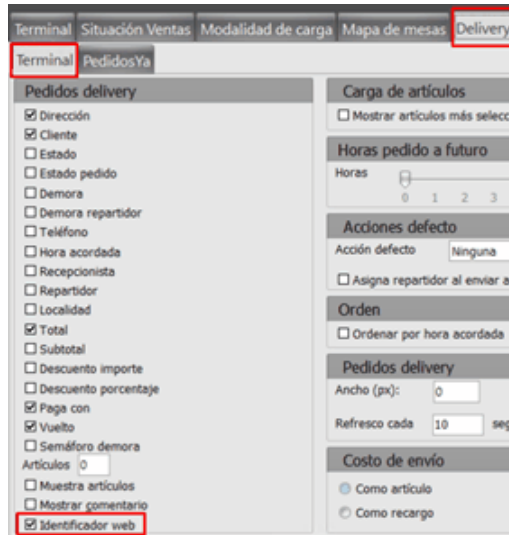 Terminal Situación Ventas Modalidad de carga Mapa de mesas Delivery
Terminal PedidosYa
Pedidos delivery
Dirección
Cliente
Estado
Estado pedido
Demora
Demora repartidor
Teléfono
Hora acordada
Recepcionista
Repartidor
Localidad
Total
Subtotal
Descuento importe
Descuento porcentaje
Paga con
Vuelto
Semáforo demora
Artículos 0
Muestra artículos
Mostrar comentario
Identificador web
Carga de artículos
Mostrar artículos más selecc
Horas pedido a futuro
Horas
0 1 2 3
Acciones defecto
Acción defecto Ninguna
Asigna repartidor al enviar a
Orden
Ordenar por hora acordada
Pedidos delivery
Ancho (px): 0
Refresco cada 10 seg
Costo de envío
Como artículo
Como recargo